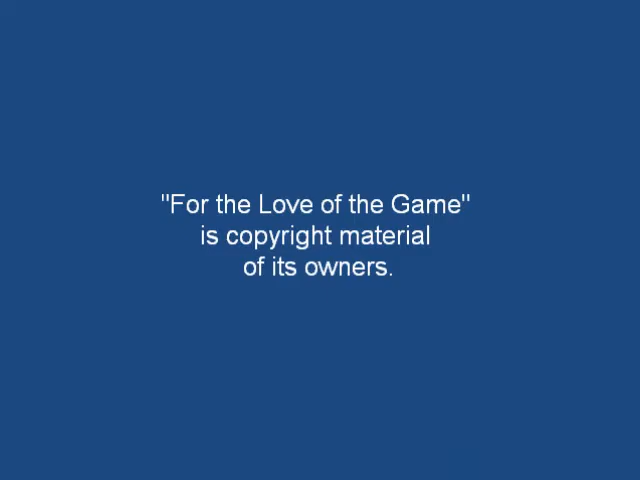 "For the Love of the Game"
is copyright material
of its owners.